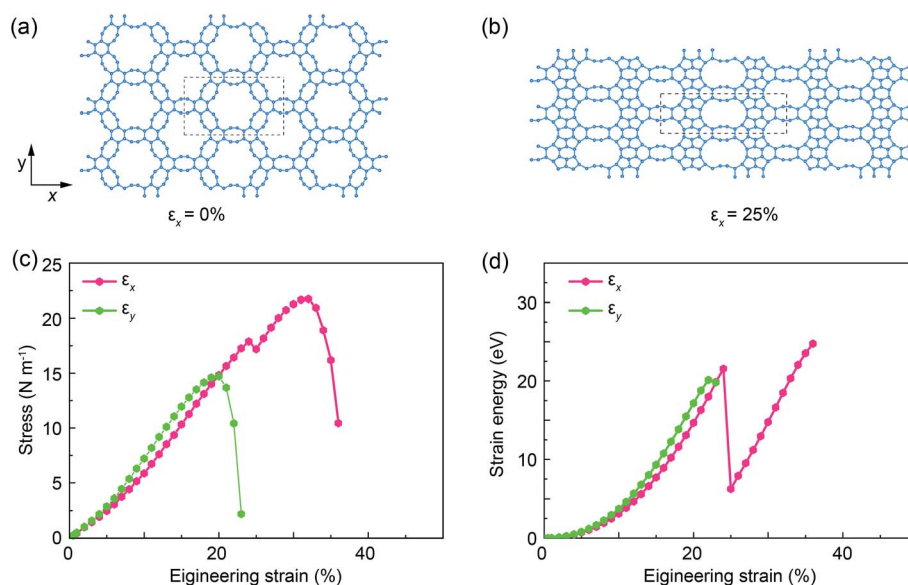 (a)
(b)
y
x
εx = 0%
εx = 25%
(c)
25
20
15
10
5
0
0
20
40
Stress (N m⁻¹)
Eigineering strain (%)
εx
εy
(d)
30
20
10
0
0
20
40
Strain energy (eV)
Eigineering strain (%)
εx
εy